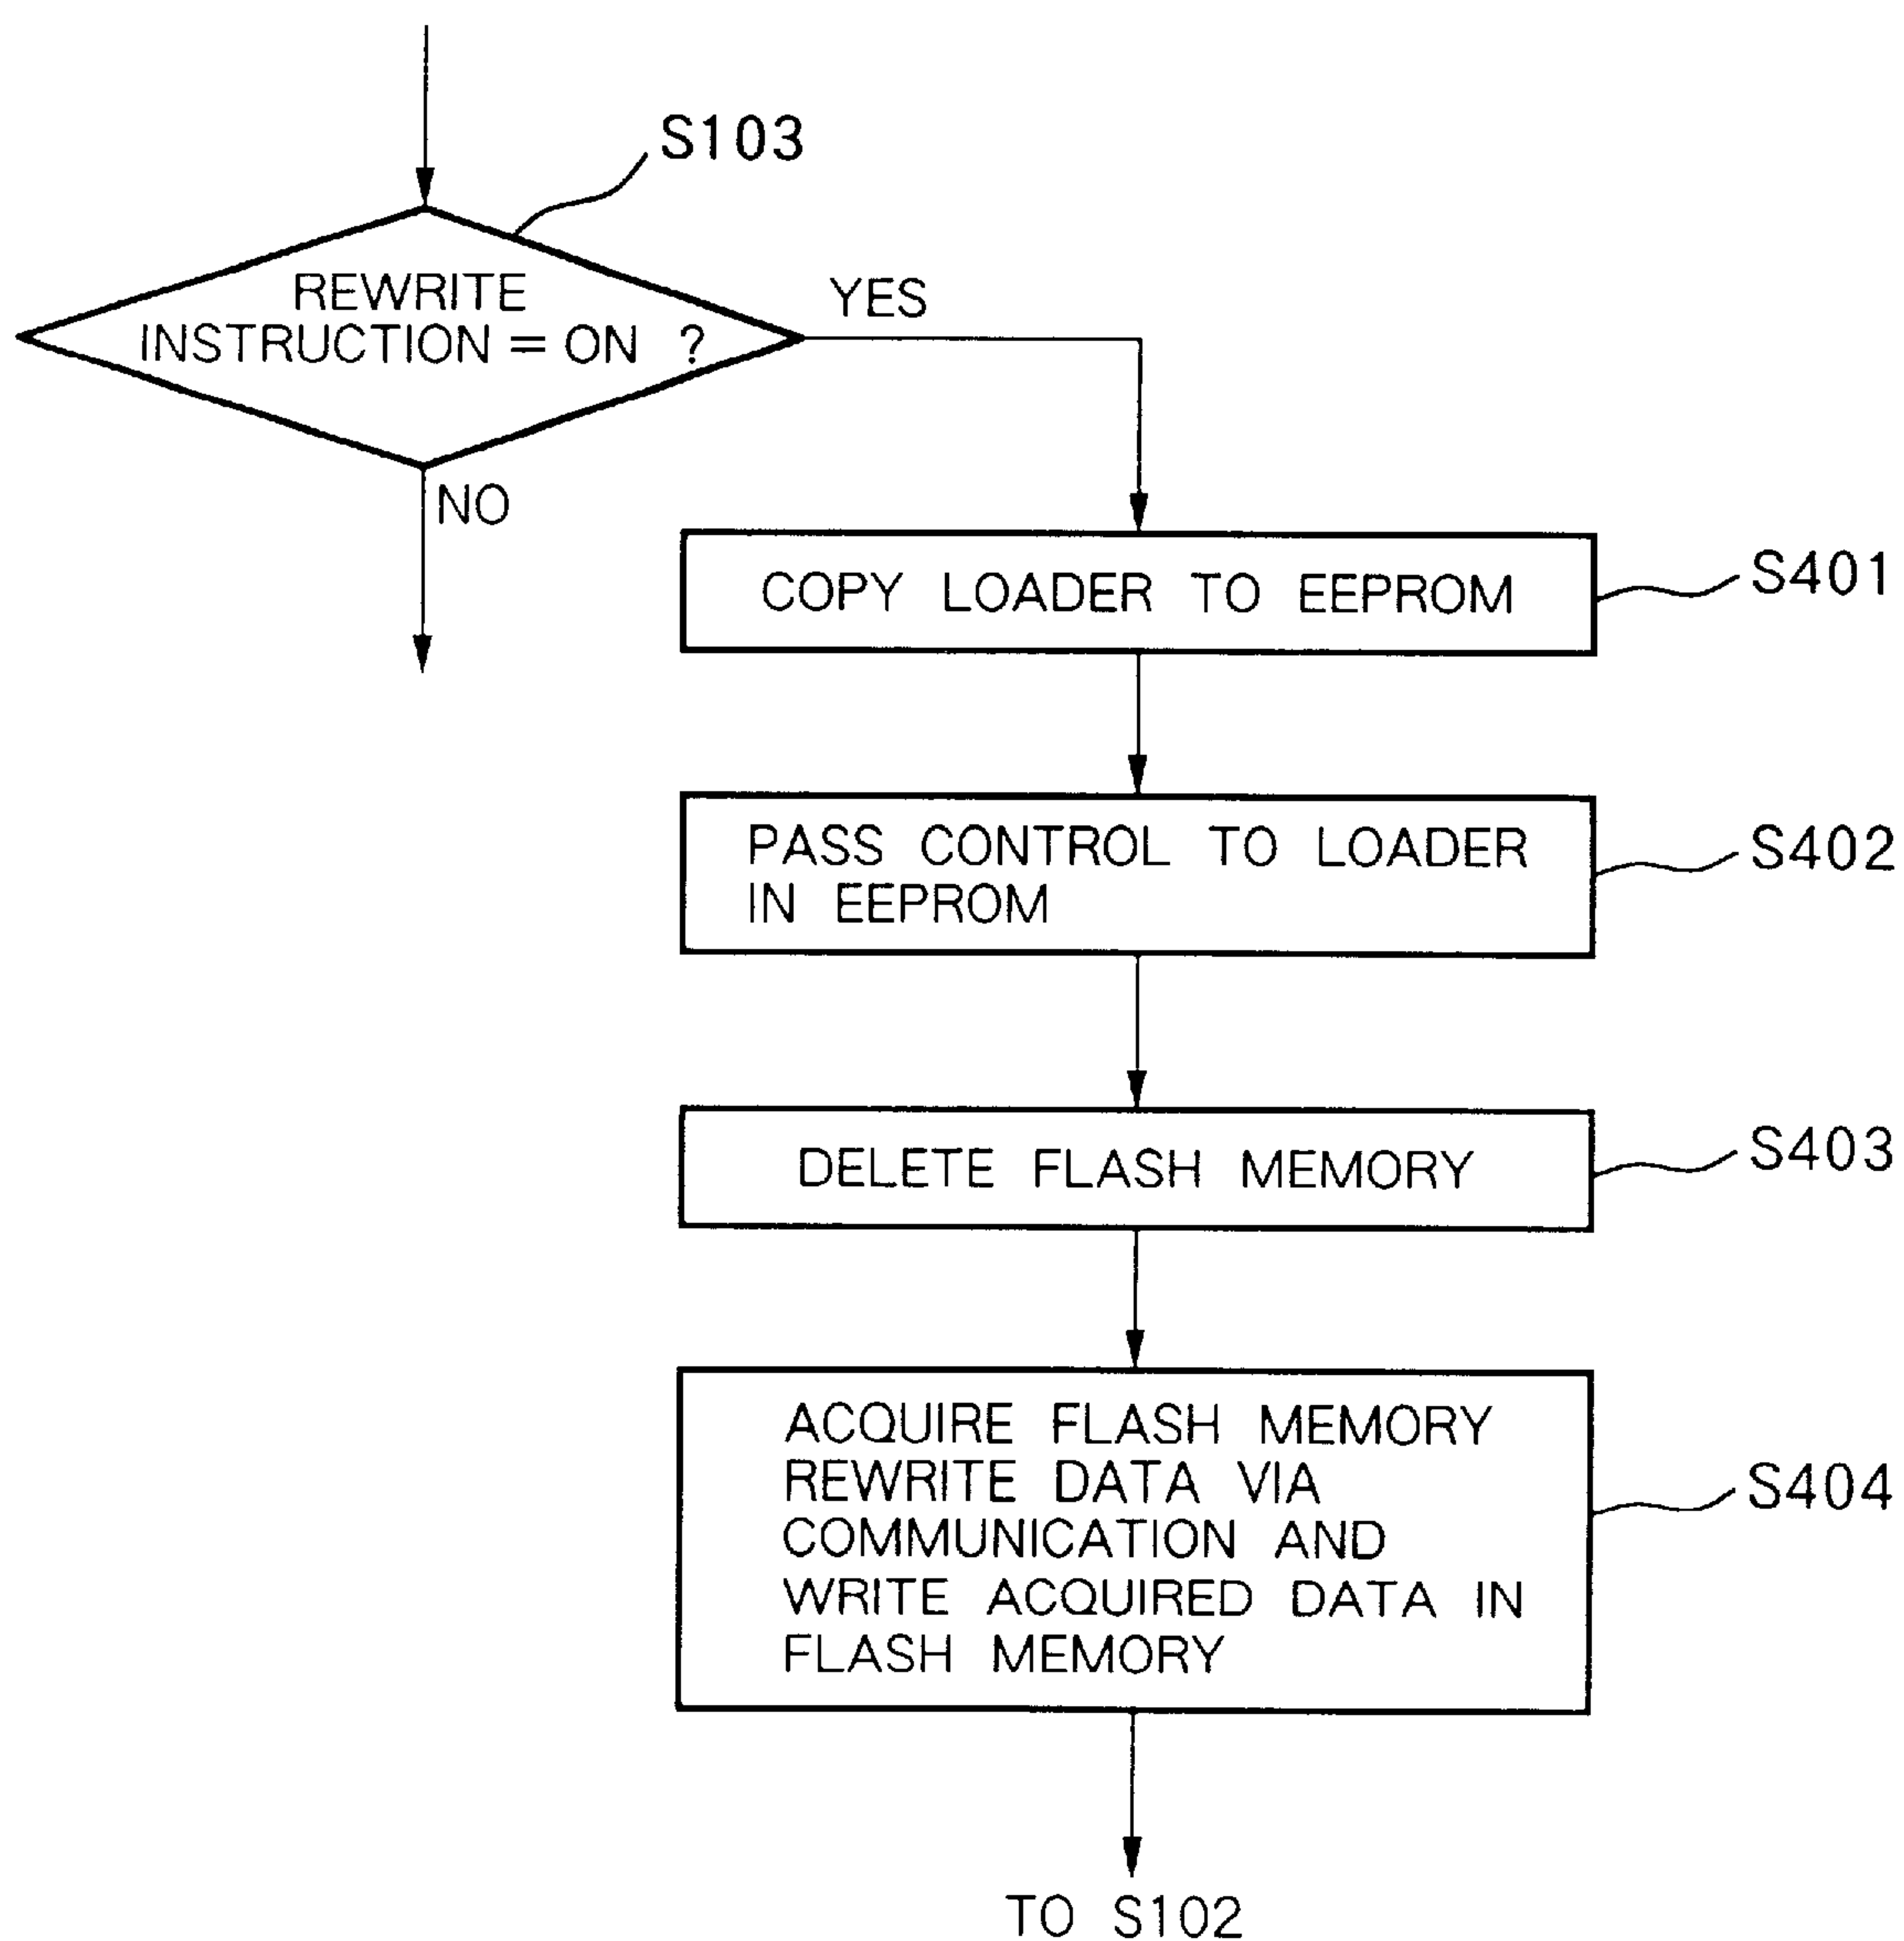 S103
REWRITE
INSTRUCTION = ON ?
YES
NO
COPY LOADER TO EEPROM
S401
PASS CONTROL TO LOADER
IN EEPROM
S402
DELETE FLASH MEMORY
S403
ACQUIRE FLASH MEMORY
REWRITE DATA VIA
COMMUNICATION AND
WRITE ACQUIRED DATA IN
FLASH MEMORY
S404
TO S102